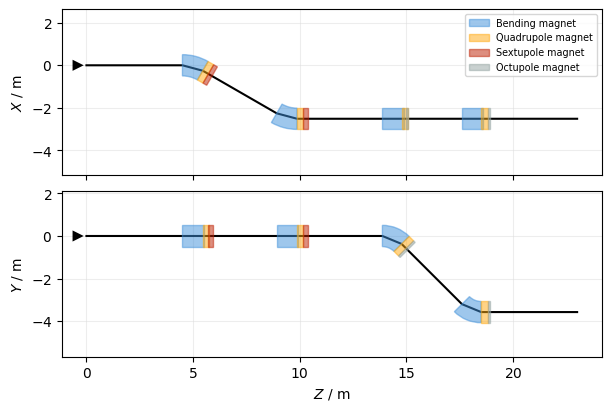 2
0
−2
−4
X / m
Bending magnet
Quadrupole magnet
Sextupole magnet
Octupole magnet
2
0
−2
−4
Y / m
0
5
10
15
20
Z / m